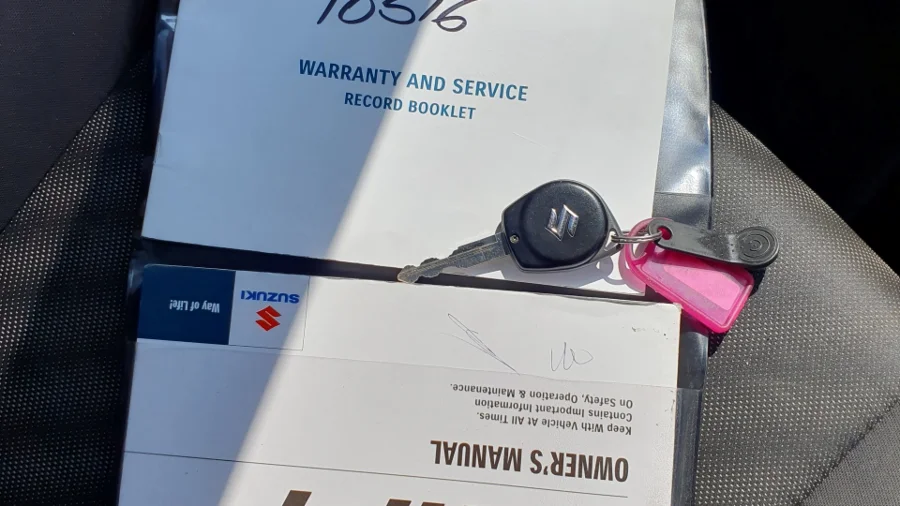 10516
WARRANTY AND SERVICE
RECORD BOOKLET
OWNER'S MANUAL
Keep With Vehicle At All Times.
Contains Important Information
On Safety, Operation & Maintenance.
SUZUKI
Way of Life!